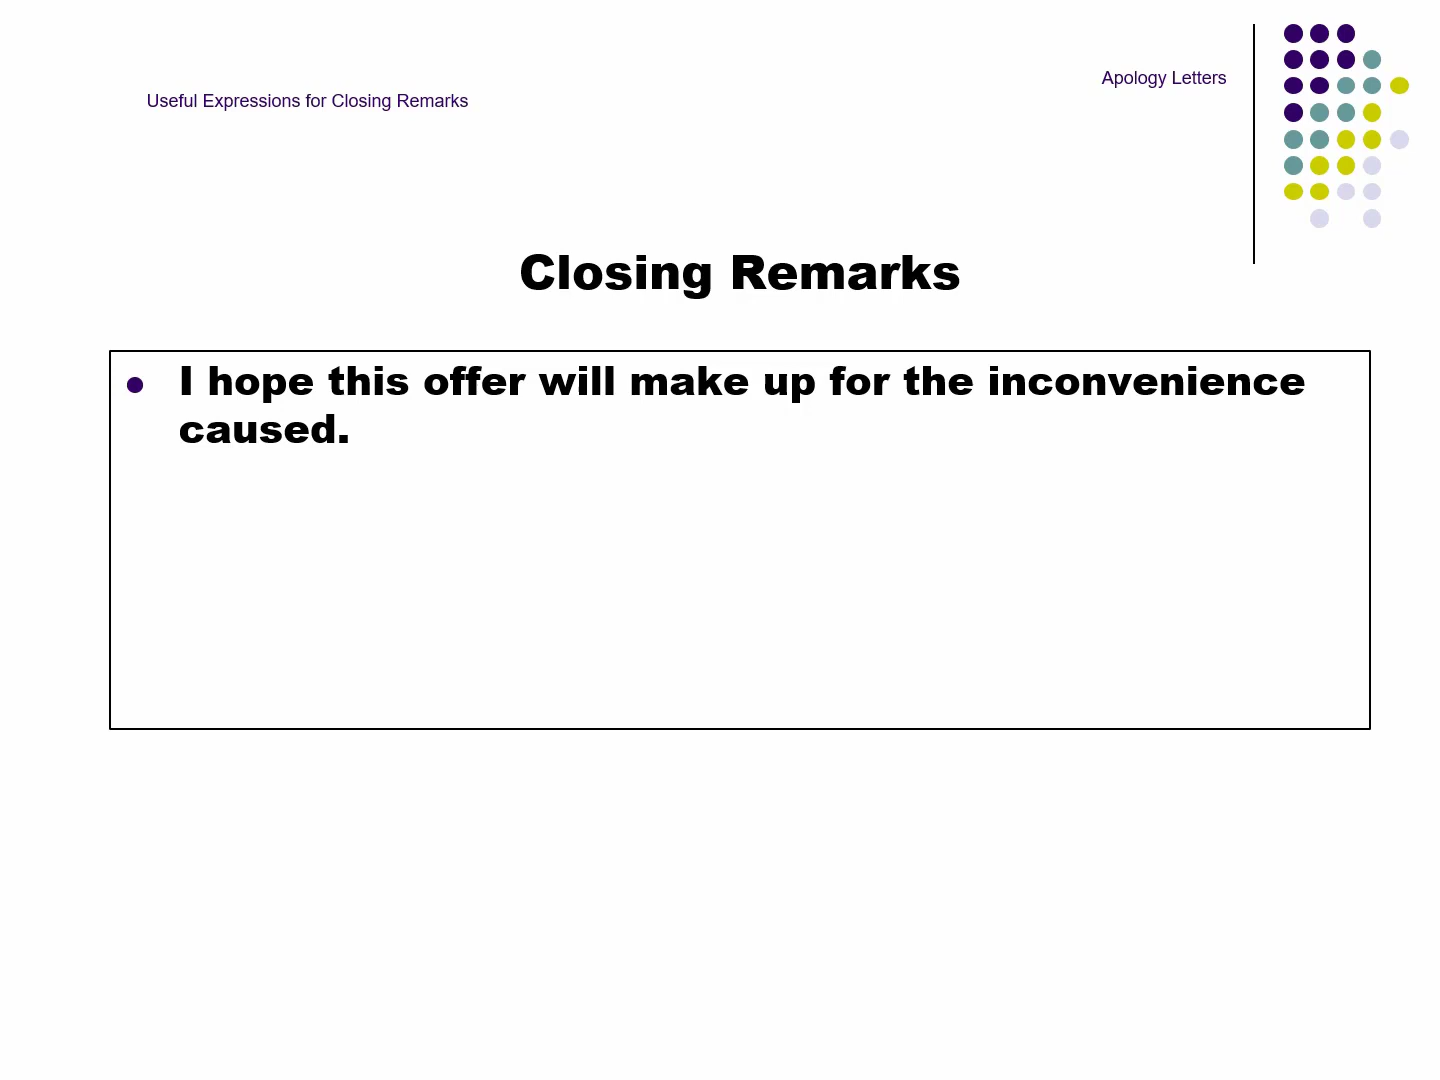 Apology Letters
Useful Expressions for Closing Remarks
Closing Remarks
I hope this offer will make up for the inconvenience
caused.